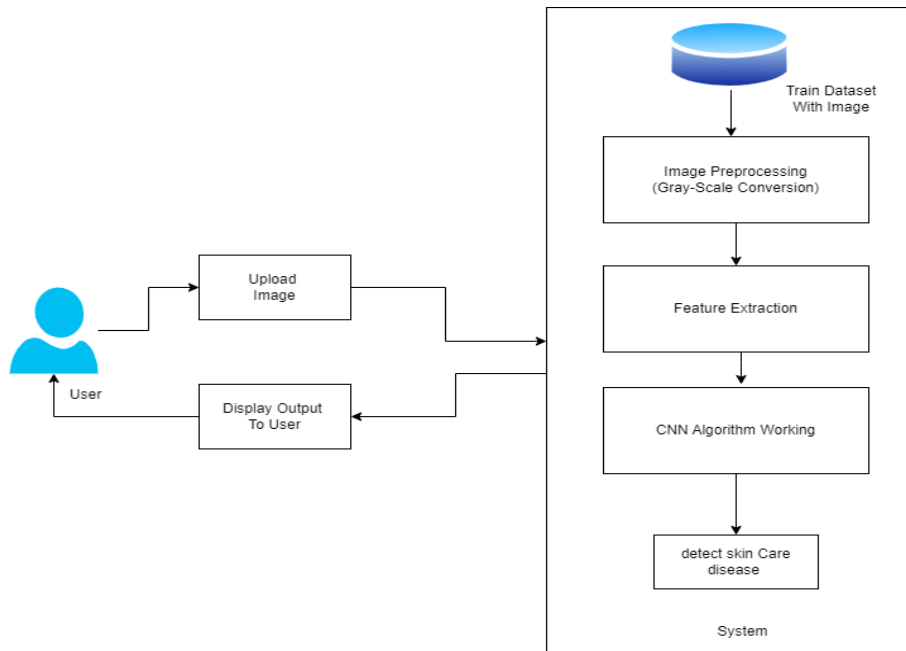 Train Dataset
With Image
Image Preprocessing
(Gray-Scale Conversion)
Upload
Image
Feature Extraction
User
Display Output
To User
CNN Algorithm Working
detect skin Care
disease
System